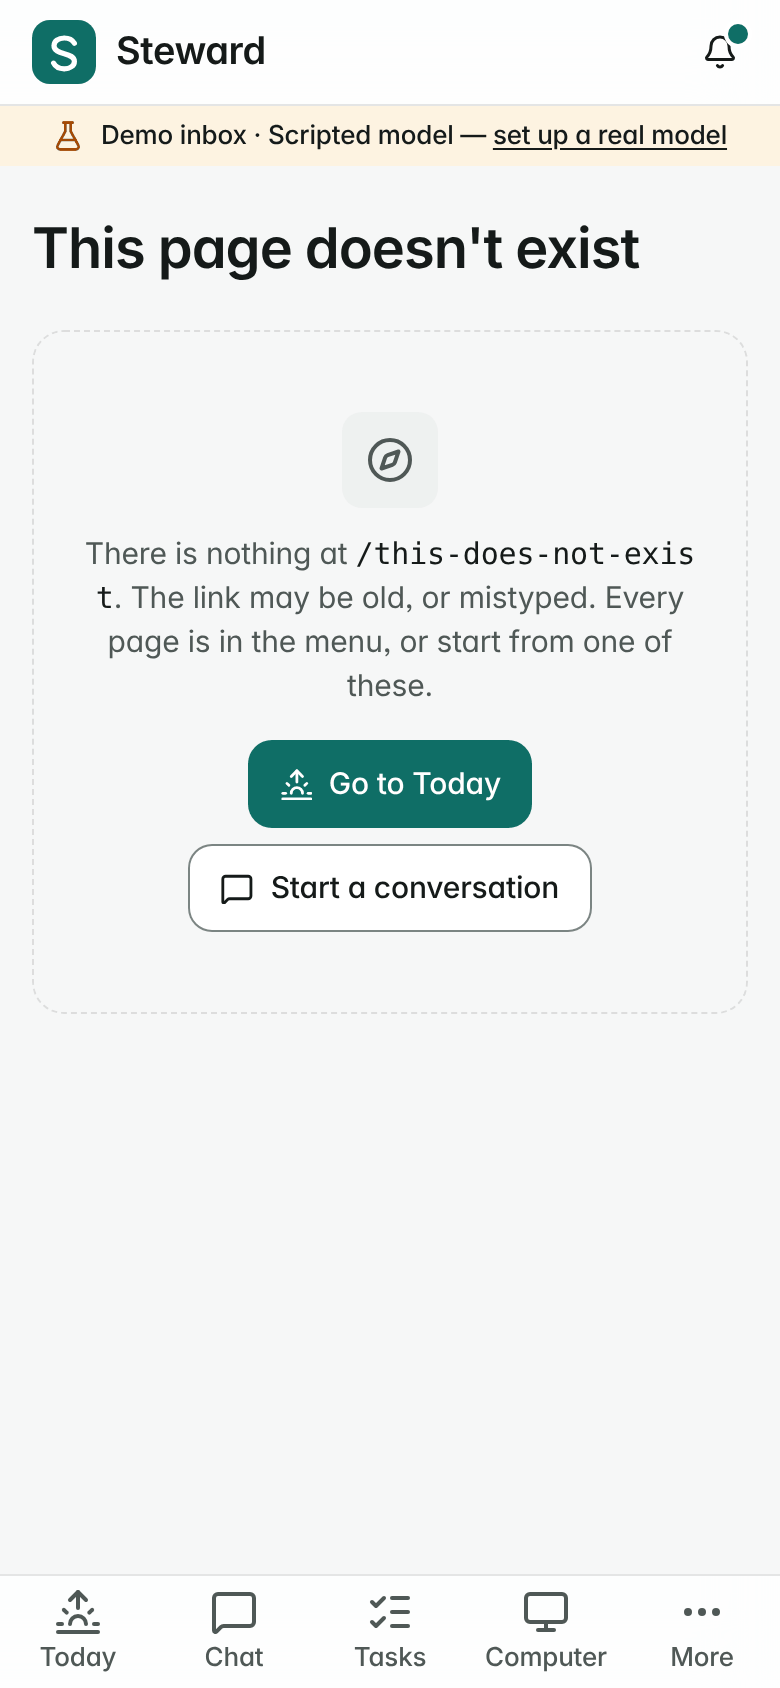 S Steward
Demo inbox · Scripted model — set up a real model
This page doesn't exist
There is nothing at /this-does-not-exis
t. The link may be old, or mistyped. Every
page is in the menu, or start from one of
these.
Go to Today
Start a conversation
Today Chat Tasks Computer More